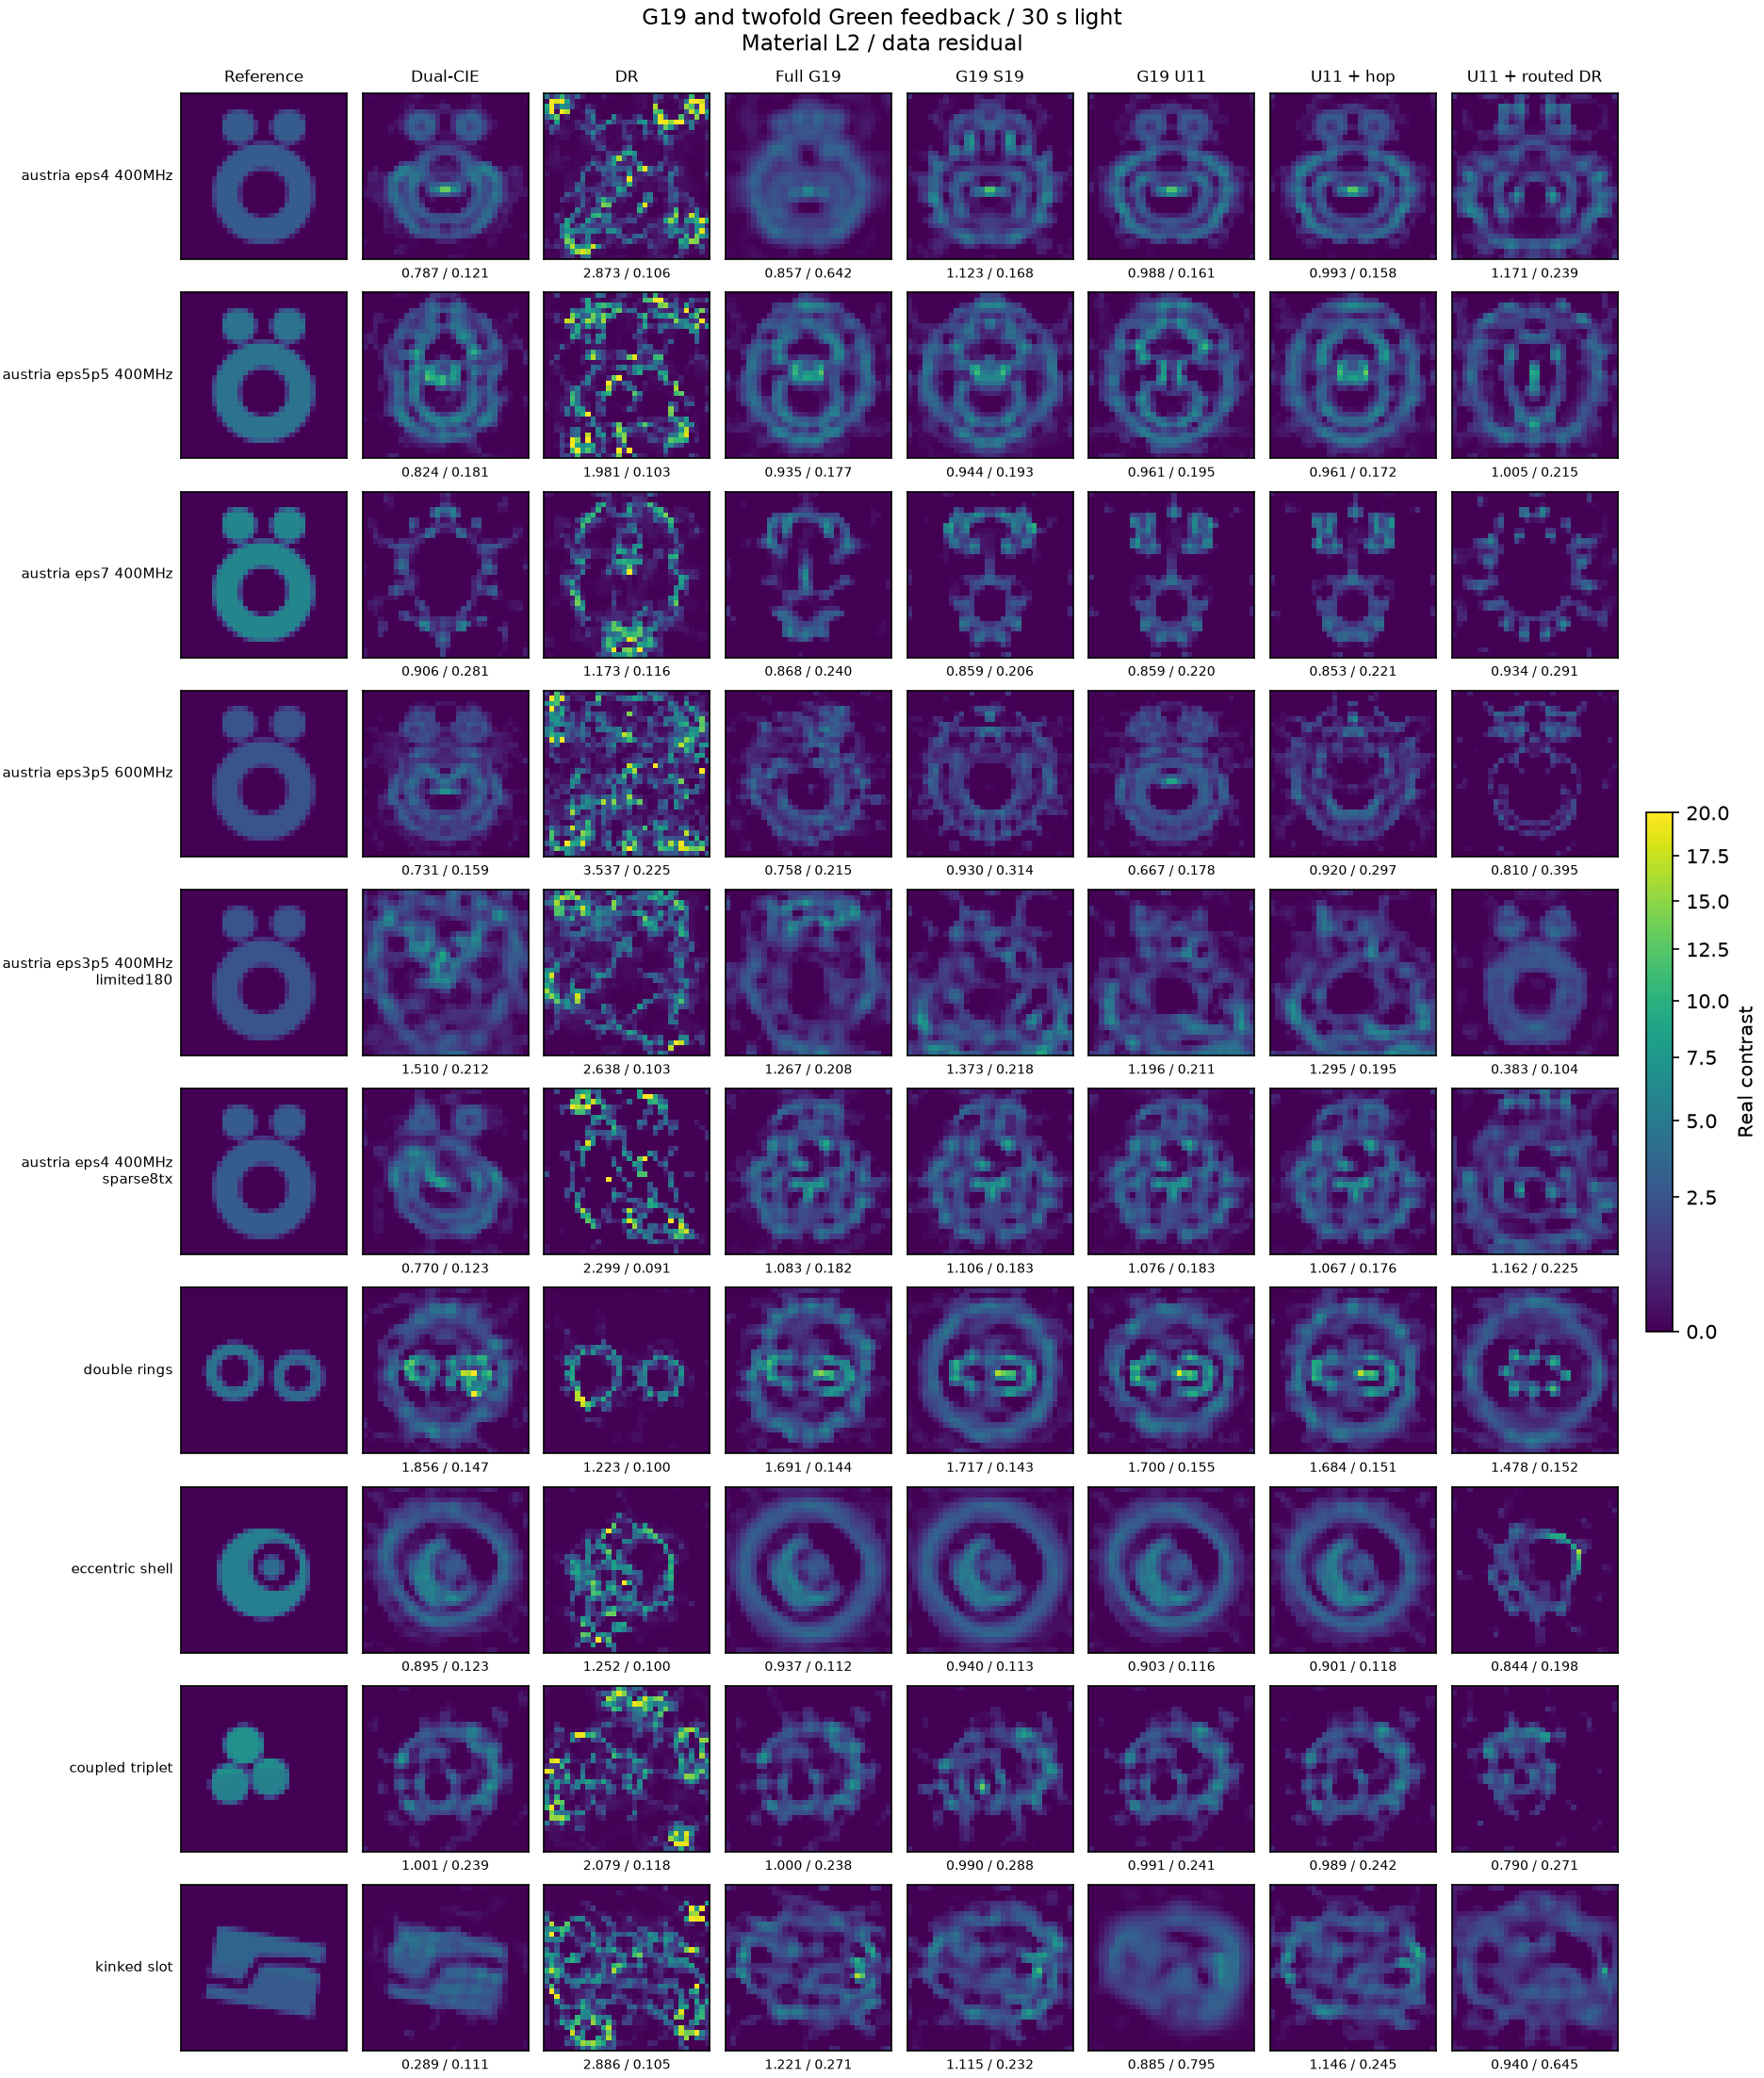 G19 and twofold Green feedback / 30 s light
Material L2 / data residual
Reference Dual-CIE DR Full G19 G19 S19 G19 U11 U11 + hop U11 + routed DR
austria eps4 400MHz
0.787 / 0.121 2.873 / 0.106 0.857 / 0.642 1.123 / 0.168 0.988 / 0.161 0.993 / 0.158 1.171 / 0.239
austria eps5p5 400MHz
0.824 / 0.181 1.981 / 0.103 0.935 / 0.177 0.944 / 0.193 0.961 / 0.195 0.961 / 0.172 1.005 / 0.215
austria eps7 400MHz
0.906 / 0.281 1.173 / 0.116 0.868 / 0.240 0.859 / 0.206 0.859 / 0.220 0.853 / 0.221 0.934 / 0.291
austria eps3p5 600MHz
0.731 / 0.159 3.537 / 0.225 0.758 / 0.215 0.930 / 0.314 0.667 / 0.178 0.920 / 0.297 0.810 / 0.395
austria eps3p5 400MHz
limited180
1.510 / 0.212 2.638 / 0.103 1.267 / 0.208 1.373 / 0.218 1.196 / 0.211 1.295 / 0.195 0.383 / 0.104
austria eps4 400MHz
sparse8tx
0.770 / 0.123 2.299 / 0.091 1.083 / 0.182 1.106 / 0.183 1.076 / 0.183 1.067 / 0.176 1.162 / 0.225
double rings
1.856 / 0.147 1.223 / 0.100 1.691 / 0.144 1.717 / 0.143 1.700 / 0.155 1.684 / 0.151 1.478 / 0.152
eccentric shell
0.895 / 0.123 1.252 / 0.100 0.937 / 0.112 0.940 / 0.113 0.903 / 0.116 0.901 / 0.118 0.844 / 0.198
coupled triplet
1.001 / 0.239 2.079 / 0.118 1.000 / 0.238 0.990 / 0.288 0.991 / 0.241 0.989 / 0.242 0.790 / 0.271
kinked slot
0.289 / 0.111 2.886 / 0.105 1.221 / 0.271 1.115 / 0.232 0.885 / 0.795 1.146 / 0.245 0.940 / 0.645
20.0
17.5
15.0
12.5
10.0
7.5
5.0
2.5
0.0
Real contrast